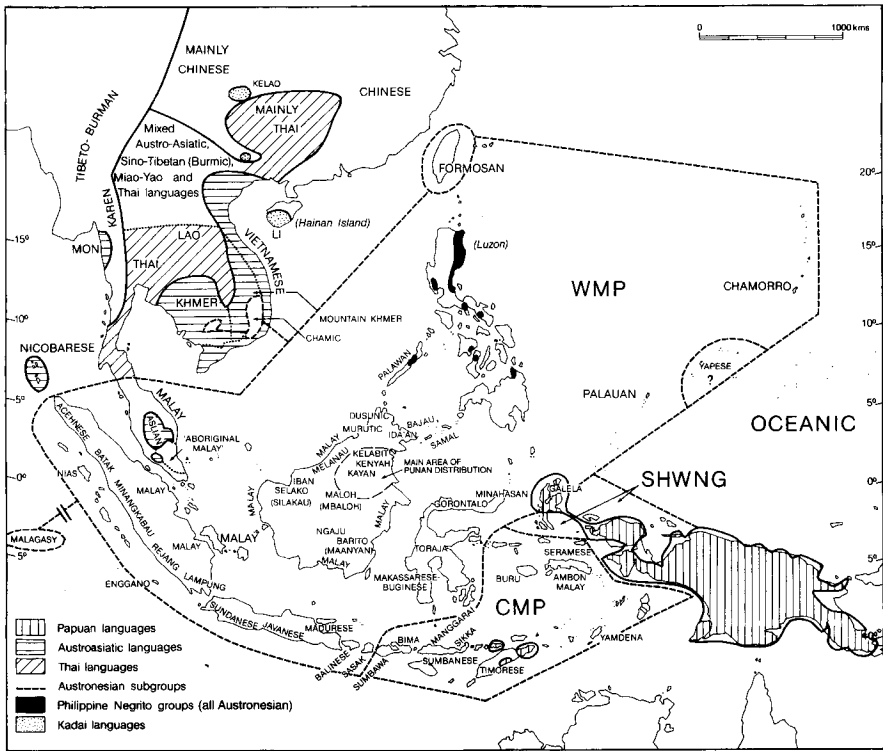 0 1000 kms
MAINLY
CHINESE
KELAO
CHINESE
MAINLY
THAI
TIBETO-BURMAN
Mixed
Austro-Asiatic,
Sino-Tibetan (Burmic),
Miao-Yao and
Thai languages
FORMOSAN
20°
KAREN
(Hainan Island)
LI
VIETNAMESE
LAO
MON
THAI
15°
(Luzon)
15°
WMP
CHAMORRO
KHMER
MOUNTAIN KHMER
CHAMIC
10°
10°
NICOBARESE
PALAWAN
YAPESE
?
PALAUAN
5°
5°
OCEANIC
ACEHNESE
MALAY
ASLIAN
'ABORIGINAL
MALAY'
DUSUNIC
MURUTIC
IDA'AN
BAJAU
SAMAL
MALAY
MELANAU
KELABIT
KENYAH
KAYAN
MAIN AREA OF
PUNAN DISTRIBUTION
BATAK
NIAS
0°
0°
MALAY
IBAN
SELAKO
(SILAKAU)
MALOH
(MBALOH)
MALAY
MALAY
MINAHASAN
GORONTALO
GALELA
SHWNG
MINANGKABAU
MALAGASY
MALAY
MALAY
NGAJU
BARITO
(MAANYAN)
MALAY
TORAJA
SERAMESE
5°
5°
REJANG
ENGGANO
LAMPUNG
MAKASSARESE-
BUGINESE
BURU
AMBON
MALAY
CMP
SUNDANESE
JAVANESE
MADURESE
BALINESE
SASAK
SUMBAWA
BIMA
MANGGARAI
SIKKA
SUMBANESE
TIMORESE
YAMDENA
10°
Papuan languages
Austroasiatic languages
Thai languages
Austronesian subgroups
Philippine Negrito groups (all Austronesian)
Kadai languages